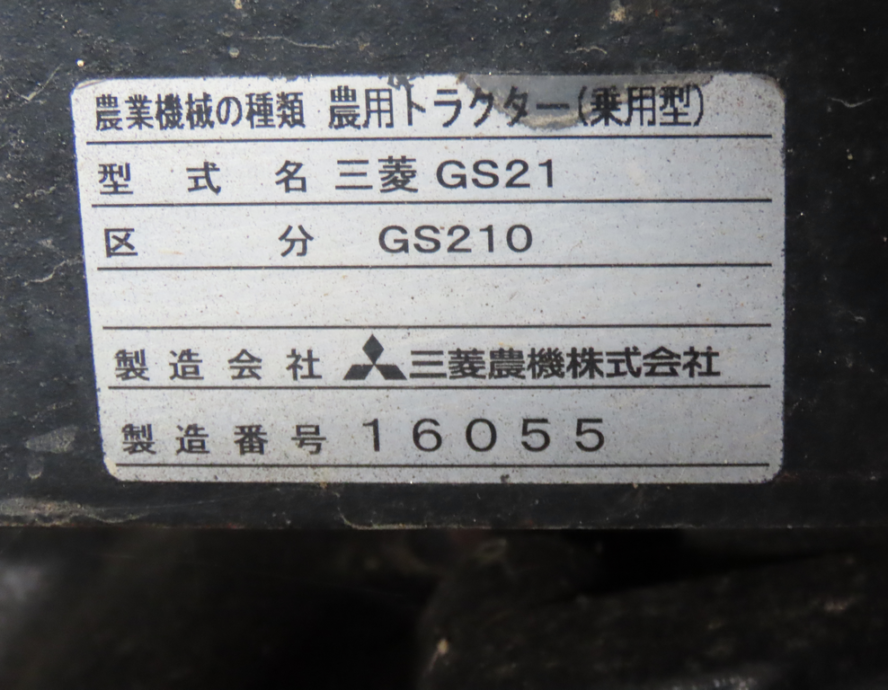 農業機械の種類 農用トラクター(乗用型)
型式名 三菱 GS21
区分 GS210
製造会社 三菱農機株式会社
製造番号 16055